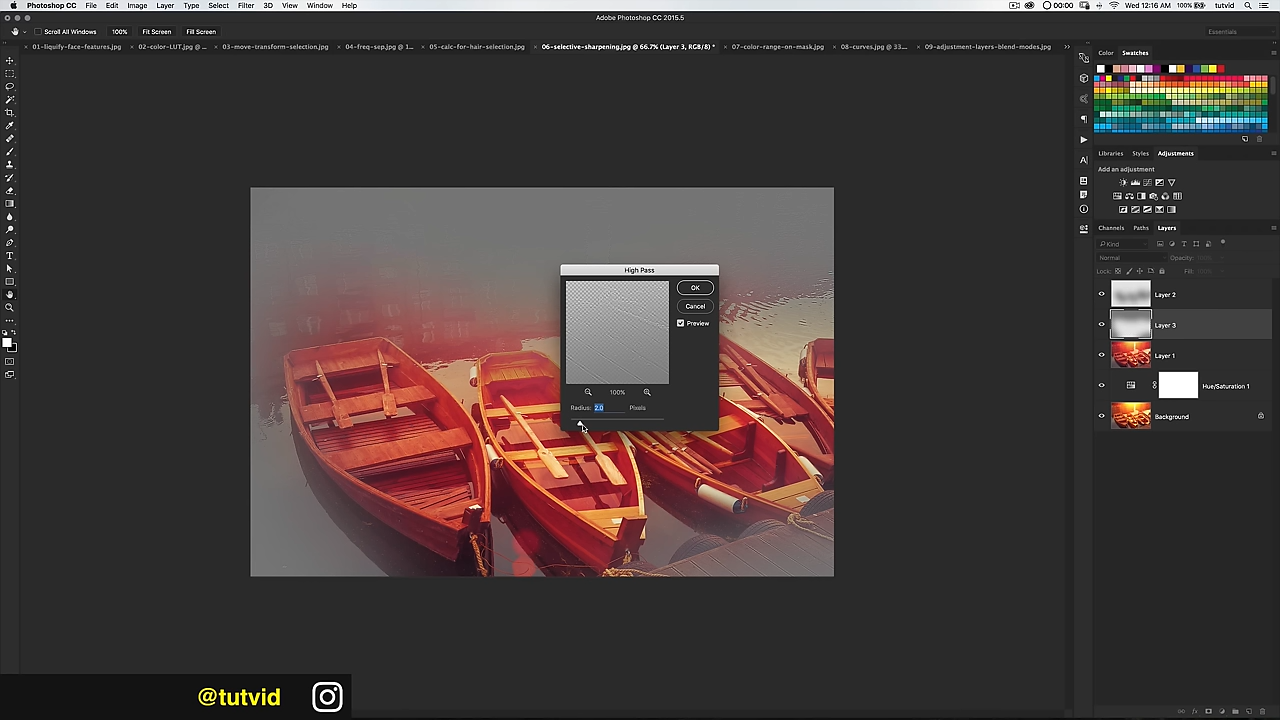 Photoshop CC File Edit Image Layer Type Select Filter 3D View Window Help 00:00 100% Wed 12:16 AM tutvid
Adobe Photoshop CC 2015.5
Scroll All Windows 100% Fit Screen Fill Screen Essentials
01-liquify-face-features.jpg 02-color-LUT.jpg @ ... 03-move-transform-selection.jpg 04-freq-sep.jpg @ 1... 05-calc-for-hair-selection.jpg 06-selective-sharpening.jpg @ 66.7% (Layer 3, RGB/8) * 07-color-range-on-mask.jpg 08-curves.jpg @ 33.... 09-adjustment-layers-blend-modes.jpg
Color Swatches
Libraries Styles Adjustments
Add an adjustment
Channels Paths Layers
Kind
Normal Opacity: 100%
Lock: Fill: 100%
Layer 2
Layer 3
Layer 1
Hue/Saturation 1
Background
High Pass
OK
Cancel
Preview
100%
Radius: 2.0 Pixels
@tutvid